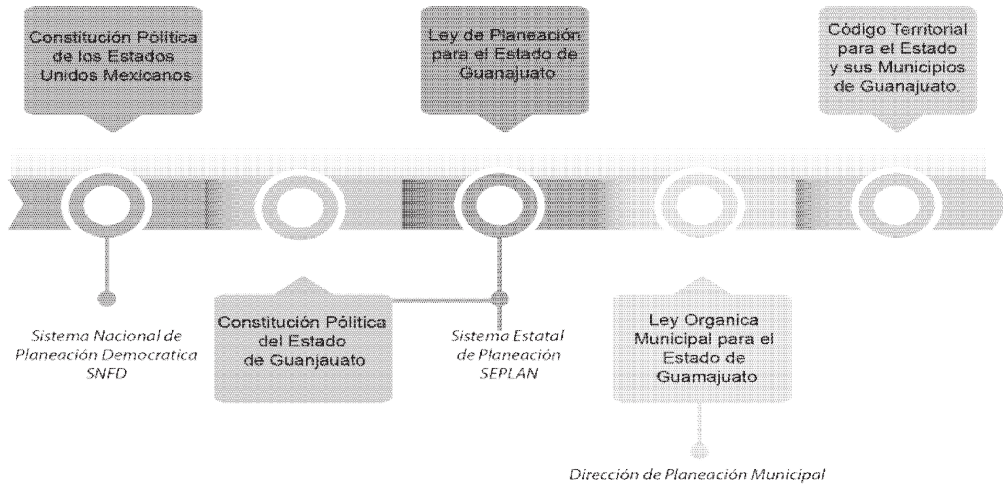 Constitución Política
de los Estados
Unidos Mexicanos
Ley de Planeación
para el Estado de
Guanajuato
Código Territorial
para el Estado
y sus Municipios
de Guanajuato.
Sistema Nacional de
Planeación Democratica
SNFD
Constitución Pólitica
del Estado
de Guanjauato
Sistema Estatal
de Planeación
SEPLAN
Ley Organica
Municipal para el
Estado de
Guamajuato
Dirección de Planeación Municipal